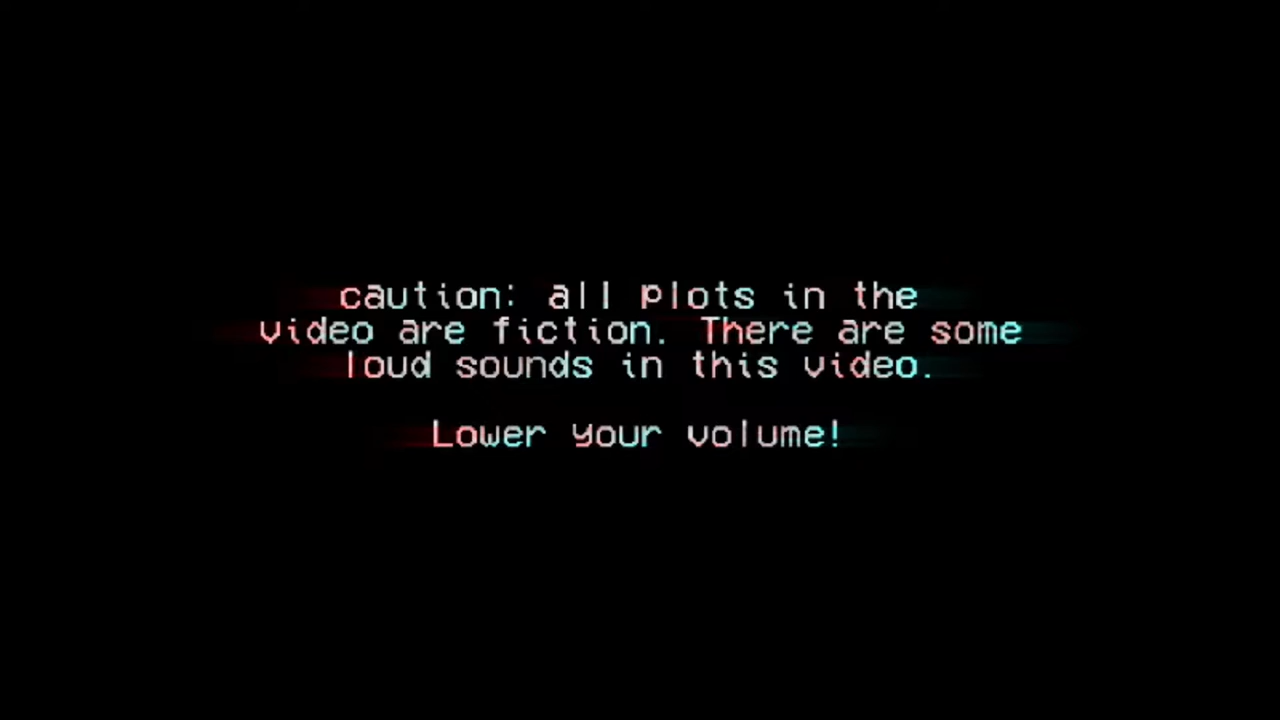 caution: all plots in the
video are fiction. There are some
loud sounds in this video.
Lower your volume!